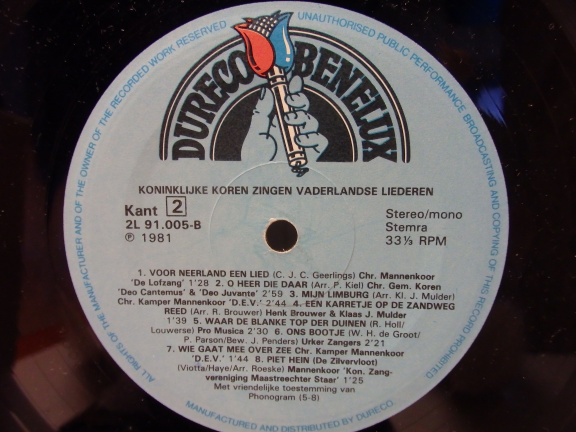 UNAUTHORISED PUBLIC PERFORMANCE BROADCASTING AND COPYING OF THIS RECORD PROHIBITED
ALL RIGHTS OF THE MANUFACTURER AND OF THE OWNER OF THE RECORDED WORK RESERVED
DURECO BENELUX
KONINKLIJKE KOREN ZINGEN VADERLANDSE LIEDEREN
Kant 2
2L 91.005-B
℗ 1981
Stereo/mono
Stemra
33⅓ RPM
1. VOOR NEERLAND EEN LIED (C. J. C. Geerlings) Chr. Mannenkoor
'De Lofzang' 1'28 2. O HEER DIE DAAR (Arr. F. Kiel) Chr. Gem. Koren
'Deo Cantemus' & 'Deo Juvante' 2'59 3. MIJN LIMBURG (Arr. Kl. J. Mulder)
Chr. Kamper Mannenkoor 'D.E.V.' 2'44 4. EEN KARRETJE OP DE ZANDWEG
REED (Arr. R. Brouwer) Henk Brouwer & Klaas J. Mulder
1'39 5. WAAR DE BLANKE TOP DER DUINEN (R. Holl/
Louwerse) Pro Musica 2'30 6. ONS BOOTJE (W. H. de Groot/
P. Parson/Bew. J. Penders) Urker Zangers 2'21
7. WIE GAAT MEE OVER ZEE Chr. Kamper Mannenkoor
'D.E.V.' 1'44 8. PIET HEIN (De Zilvervloot)
(Viotta/Haye/Arr. Roeske) Mannenkoor 'Kon. Zang-
vereniging Maastreechter Staar' 1'25
Met vriendelijke toestemming van
Phonogram (5-8)
MANUFACTURED AND DISTRIBUTED BY DURECO.